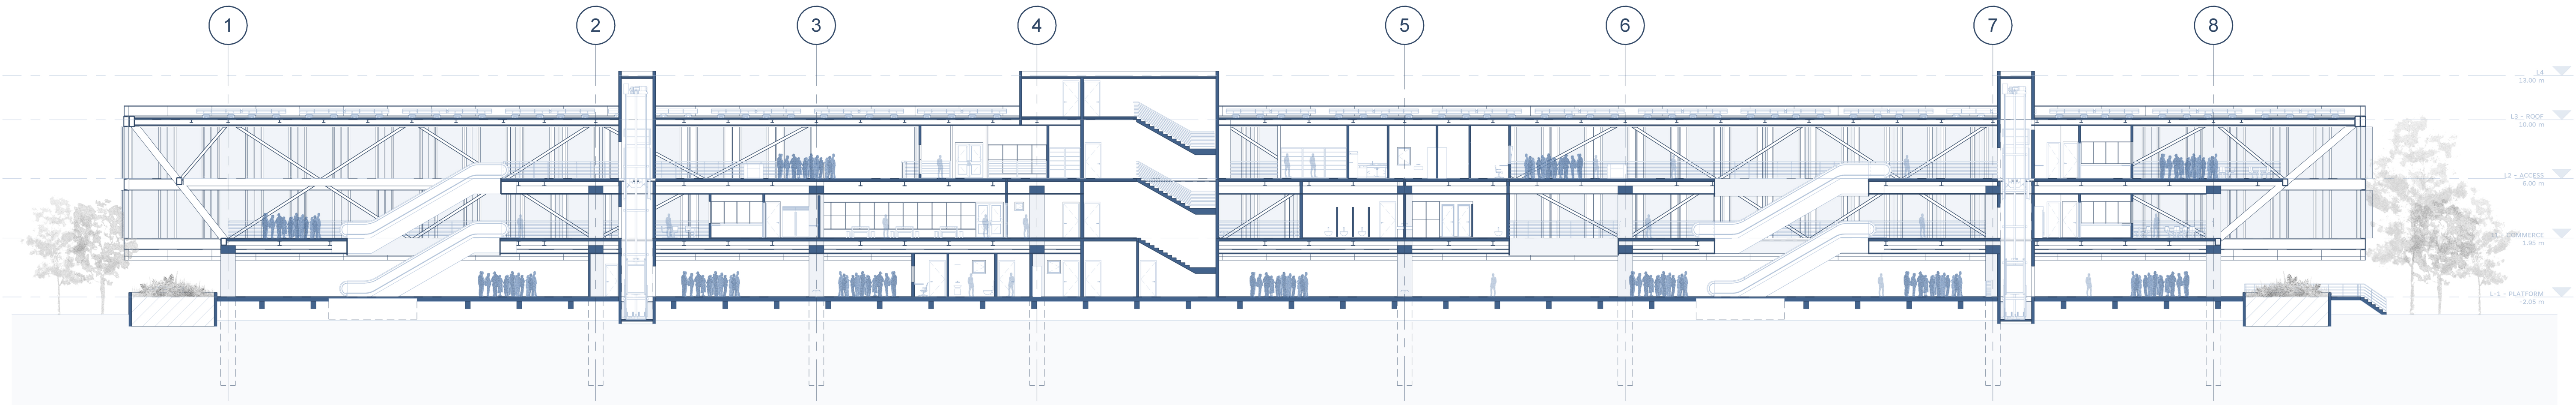 1 2 3 4 5 6 7 8
L4
13.00 m
L3 - ROOF
10.00 m
L2 - ACCESS
6.00 m
COMMERCE
1.95 m
L-1 - PLATFORM
-2.05 m